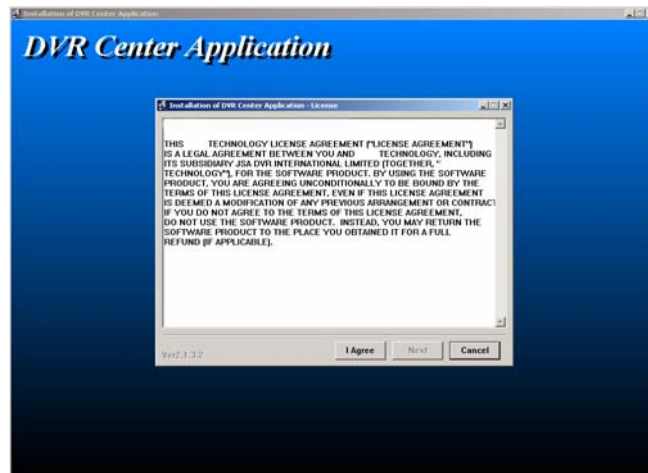 Installation of DVR Center Application
DVR Center Application
Installation of DVR Center Application - License
THIS TECHNOLOGY LICENSE AGREEMENT ("LICENSE AGREEMENT")
IS A LEGAL AGREEMENT BETWEEN YOU AND TECHNOLOGY, INCLUDING
ITS SUBSIDIARY JSA DVR INTERNATIONAL LIMITED (TOGETHER, "
TECHNOLOGY"), FOR THE SOFTWARE PRODUCT. BY USING THE SOFTWARE
PRODUCT, YOU ARE AGREEING UNCONDITIONALLY TO BE BOUND BY THE
TERMS OF THIS LICENSE AGREEMENT, EVEN IF THIS LICENSE AGREEMENT
IS DEEMED A MODIFICATION OF ANY PREVIOUS ARRANGEMENT OR CONTRACT
IF YOU DO NOT AGREE TO THE TERMS OF THIS LICENSE AGREEMENT,
DO NOT USE THE SOFTWARE PRODUCT. INSTEAD, YOU MAY RETURN THE
SOFTWARE PRODUCT TO THE PLACE YOU OBTAINED IT FOR A FULL
REFUND (IF APPLICABLE).
Ver2.1.3.2
I Agree
Next
Cancel